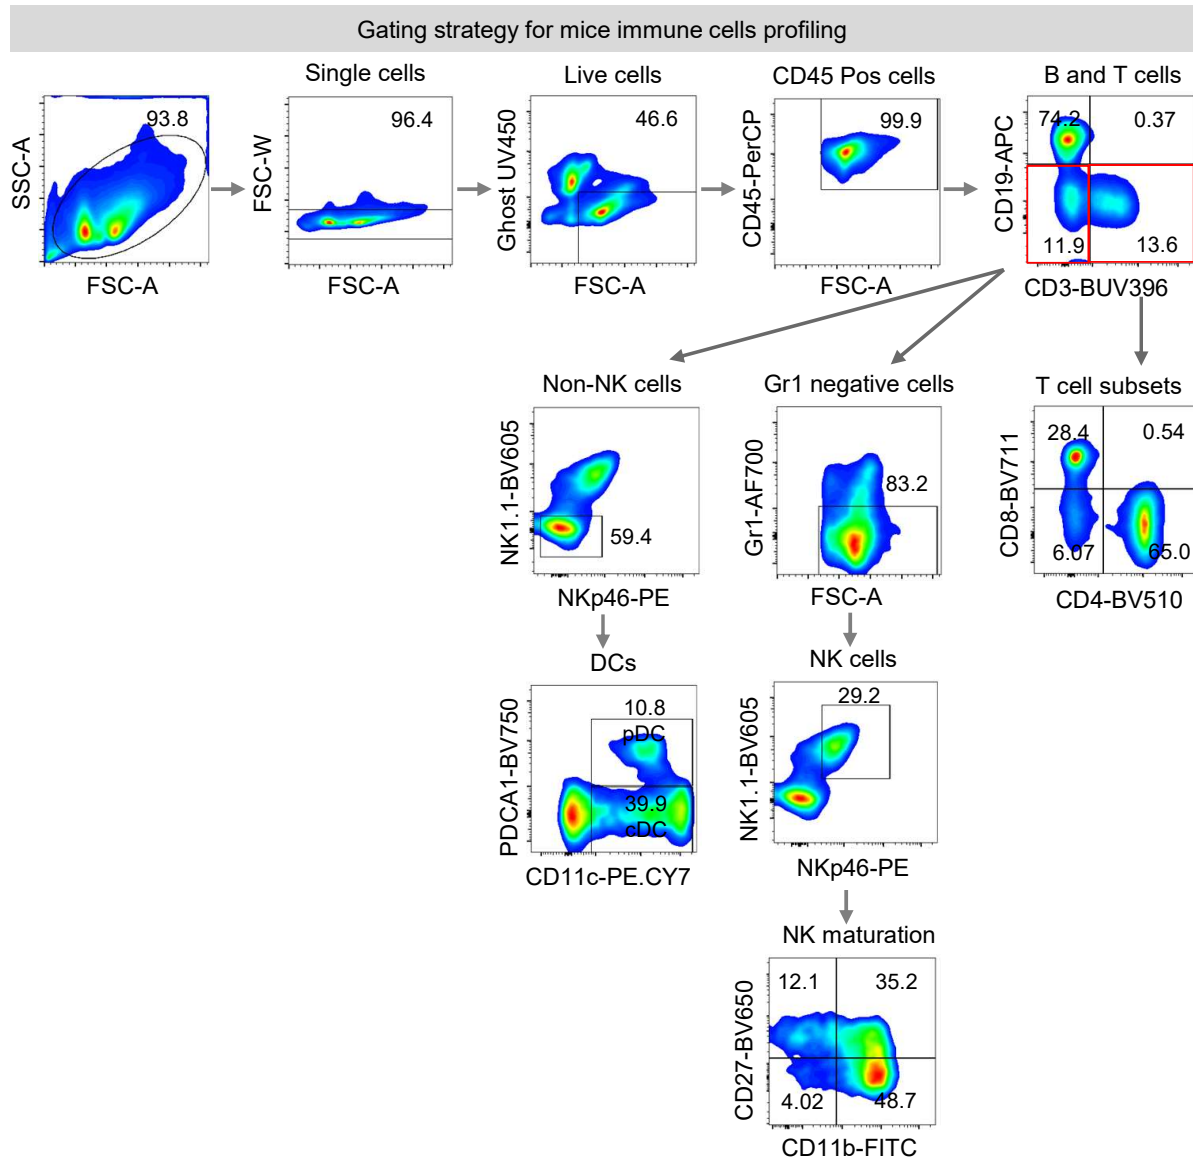 Gating strategy for mice immune cells profiling
Single cells
Live cells
CD45 Pos cells
B and T cells
93.8
96.4
46.6
99.9
74.2
0.37
11.9
13.6
SSC-A
FSC-W
Ghost UV450
CD45-PerCP
CD19-APC
FSC-A
FSC-A
FSC-A
FSC-A
CD3-BUV396
Non-NK cells
Gr1 negative cells
T cell subsets
NK1.1-BV605
59.4
Gr1-AF700
83.2
CD8-BV711
28.4
0.54
6.07
65.0
NKp46-PE
FSC-A
CD4-BV510
DCs
NK cells
PDCA1-BV750
10.8
pDC
39.9
cDC
NK1.1-BV605
29.2
CD11c-PE.CY7
NKp46-PE
NK maturation
CD27-BV650
12.1
35.2
4.02
48.7
CD11b-FITC